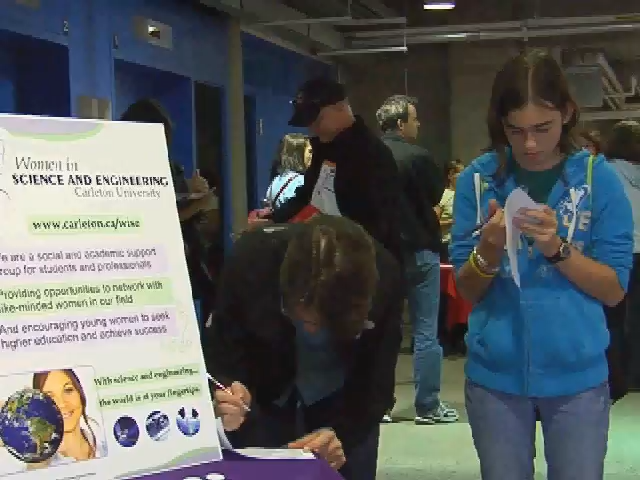 Women in
SCIENCE AND ENGINEERING
Carleton University
www.carleton.ca/wise
We are a social and academic support
group for students and professionals
Providing opportunities to network with
like-minded women in our field
And encouraging young women to seek
higher education and achieve success
With science and engineering...
the world is at your fingertips.